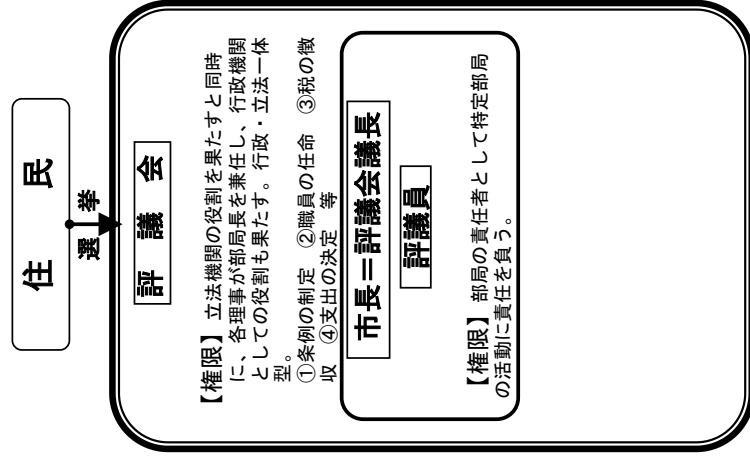 住　民
選　挙
評　議　会
【権限】 立法機関の役割を果たすと同時
に、各理事が部局長を兼任し、行政機関
としての役割も果たす。行政・立法一体
型。
①条例の制定　②職員の任命　③税の徴
収　④支出の決定　等
市長＝評議会議長
評議員
【権限】 部局の責任者として特定部局
の活動に責任を負う。